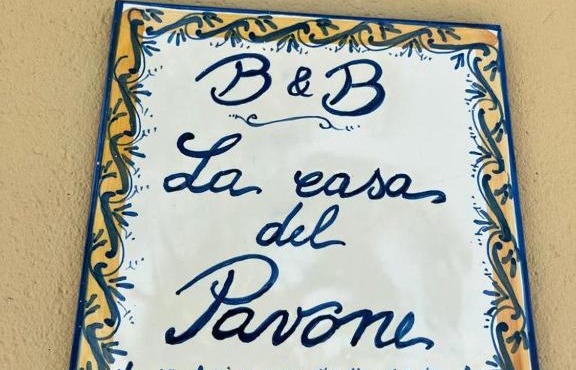 B & B
La casa
del
Pavone